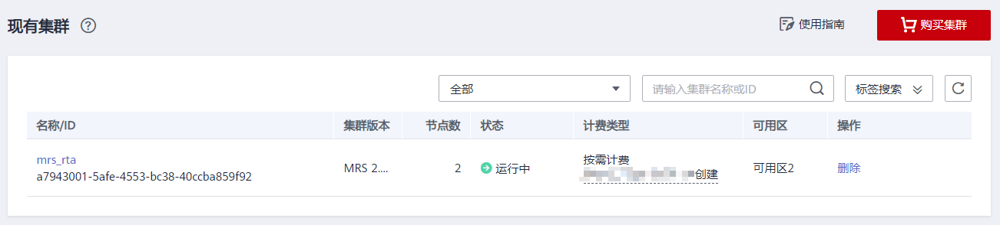 现有集群 ?
使用指南
购买集群
全部
请输入集群名称或ID
标签搜索
名称/ID 集群版本 节点数 状态 计费类型 可用区 操作
mrs_rta
a7943001-5afe-4553-bc38-40ccba859f92
MRS 2....
2
运行中
按需计费
创建
可用区2
删除